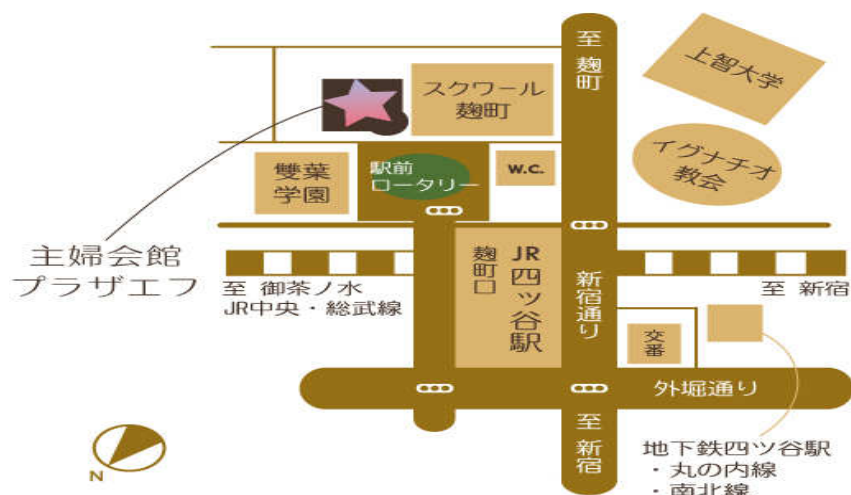 至 麹町
上智大学
スクワール
麹町
イグナチオ
教会
駅前
ロータリー
W.C.
雙葉
学園
主婦会館
プラザエフ
至 御茶ノ水
JR中央・総武線
JR四ツ谷駅
麹町口
新宿通り
至 新宿
交番
外堀通り
至 新宿
地下鉄四ツ谷駅
・丸の内線
・南北線
N